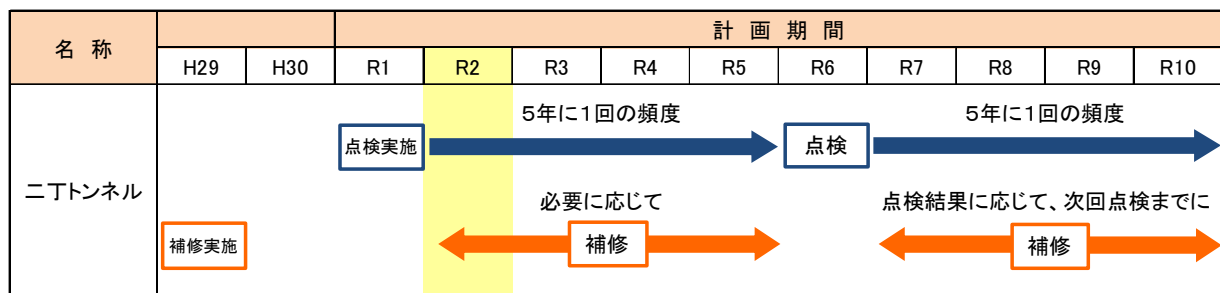 名 称
計 画 期 間
H29 H30 R1 R2 R3 R4 R5 R6 R7 R8 R9 R10
二丁トンネル
5年に1回の頻度
5年に1回の頻度
点検実施
点検
必要に応じて
点検結果に応じて、次回点検までに
補修実施
補修
補修